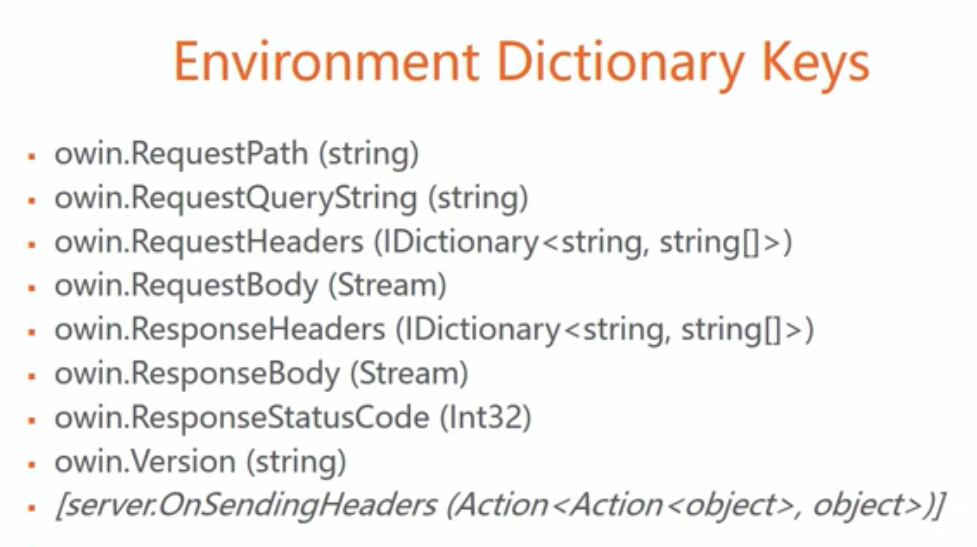 Environment Dictionary Keys
▪ owin.RequestPath (string)
▪ owin.RequestQueryString (string)
▪ owin.RequestHeaders (IDictionary<string, string[]>)
▪ owin.RequestBody (Stream)
▪ owin.ResponseHeaders (IDictionary<string, string[]>)
▪ owin.ResponseBody (Stream)
▪ owin.ResponseStatusCode (Int32)
▪ owin.Version (string)
▪ [server.OnSendingHeaders (Action<Action<object>, object>)]